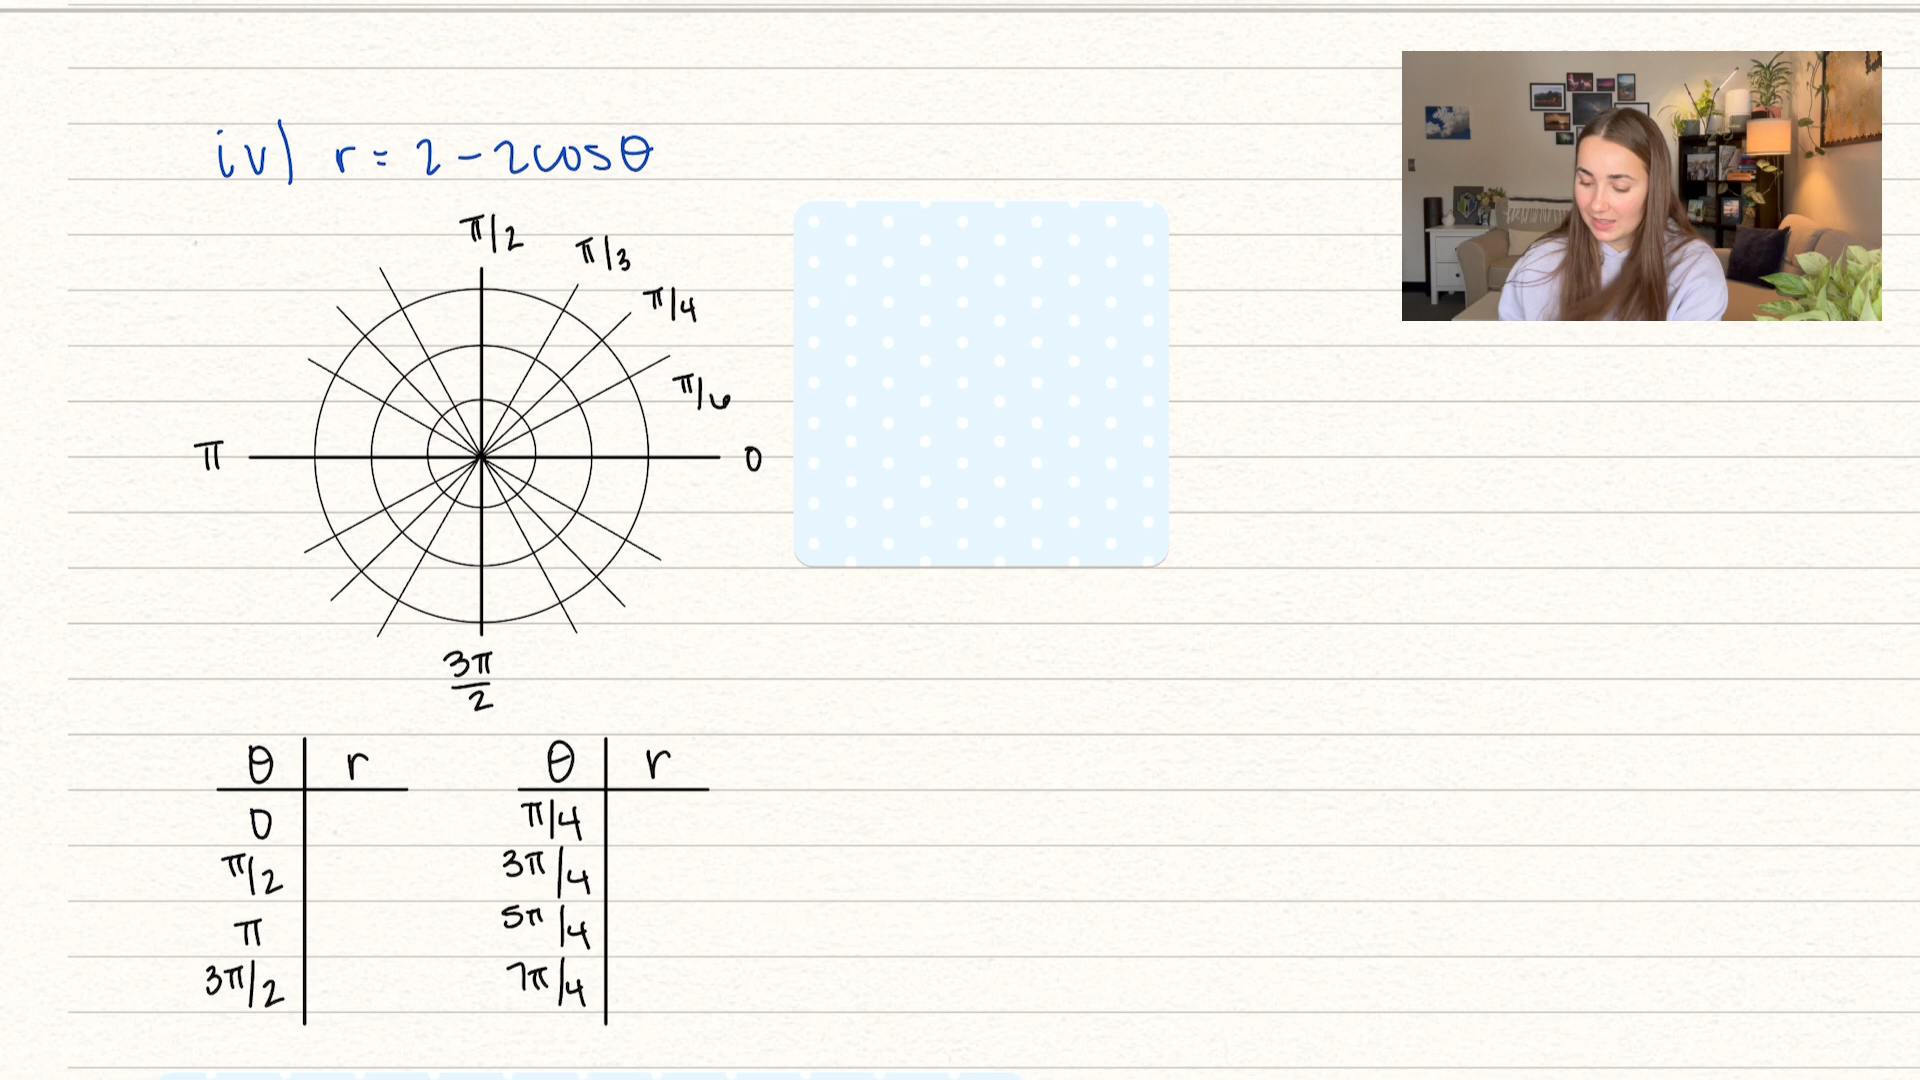 iv) r = 2 - 2cosθ
π/2
π/3
π/4
π/6
π
0
3π/2
θ r
0
π/2
π
3π/2
θ r
π/4
3π/4
5π/4
7π/4